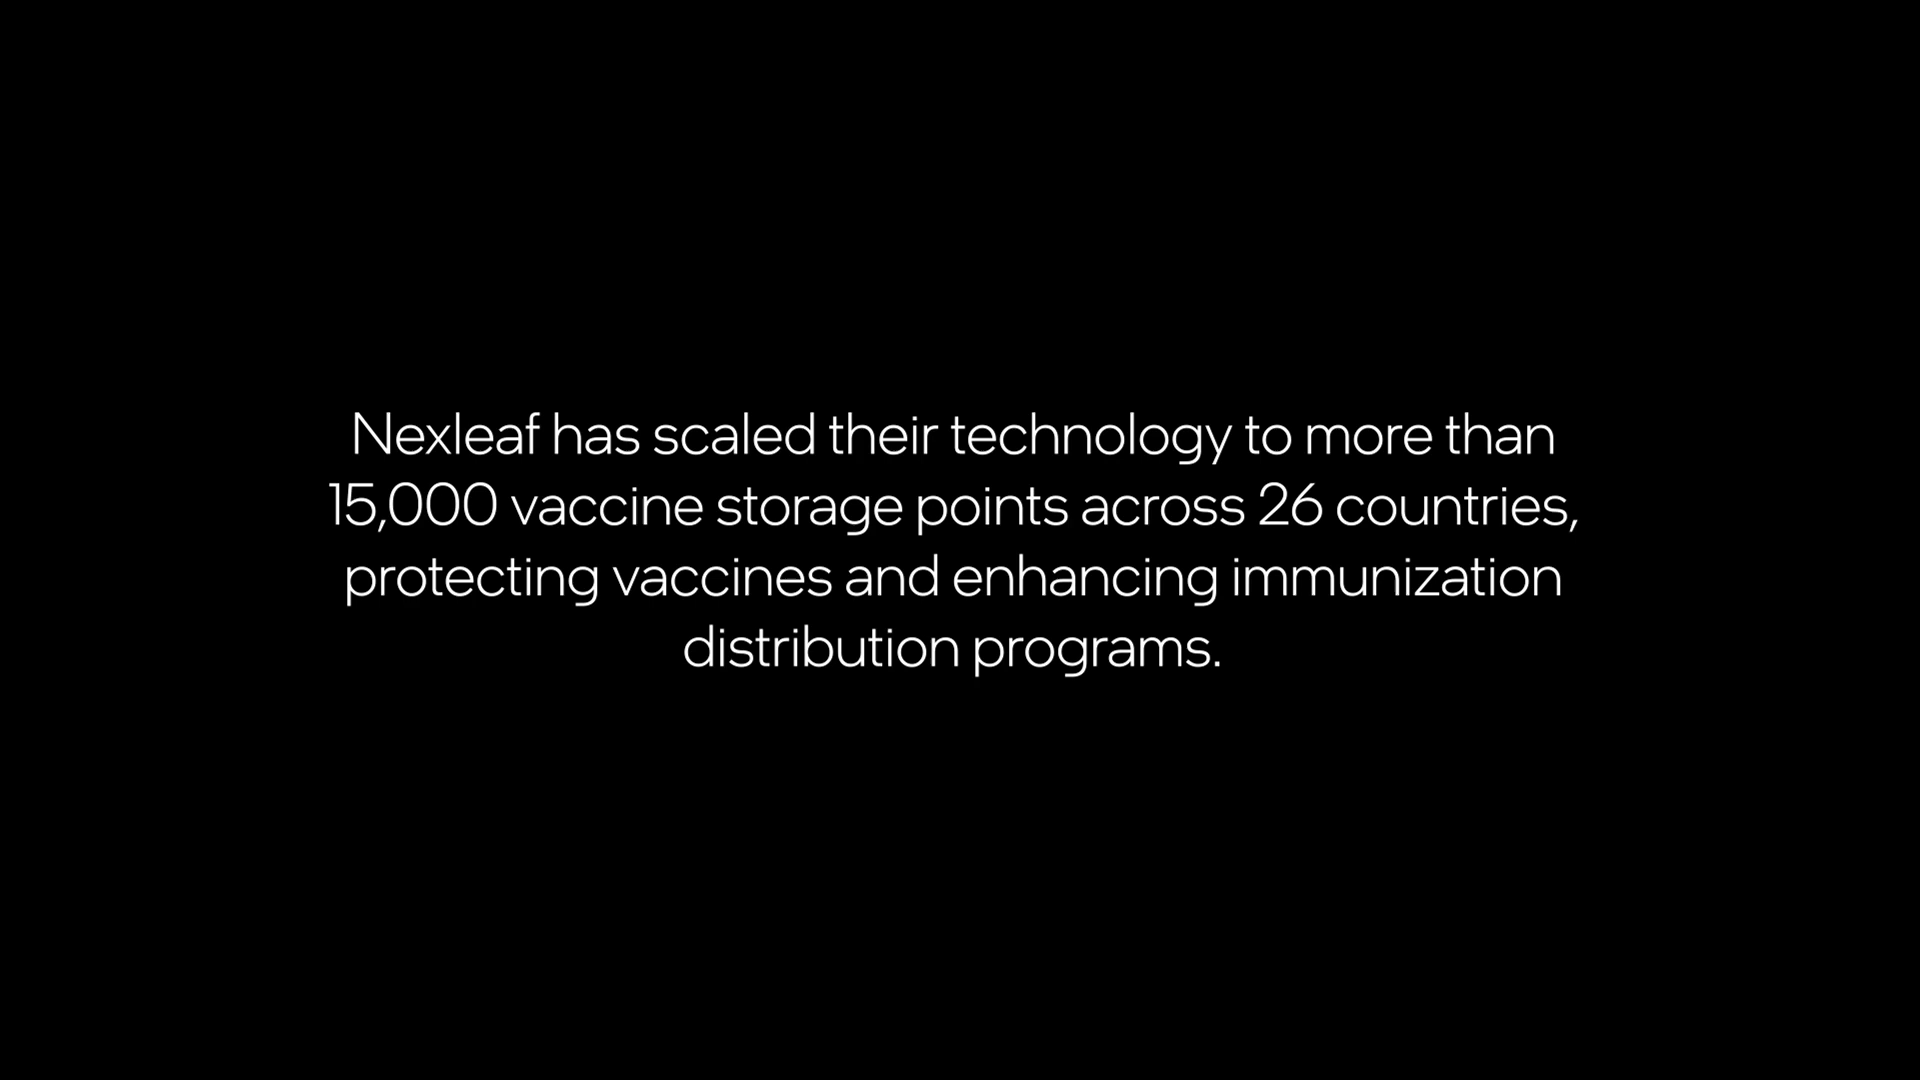 Nexleaf has scaled their technology to more than
15,000 vaccine storage points across 26 countries,
protecting vaccines and enhancing immunization
distribution programs.